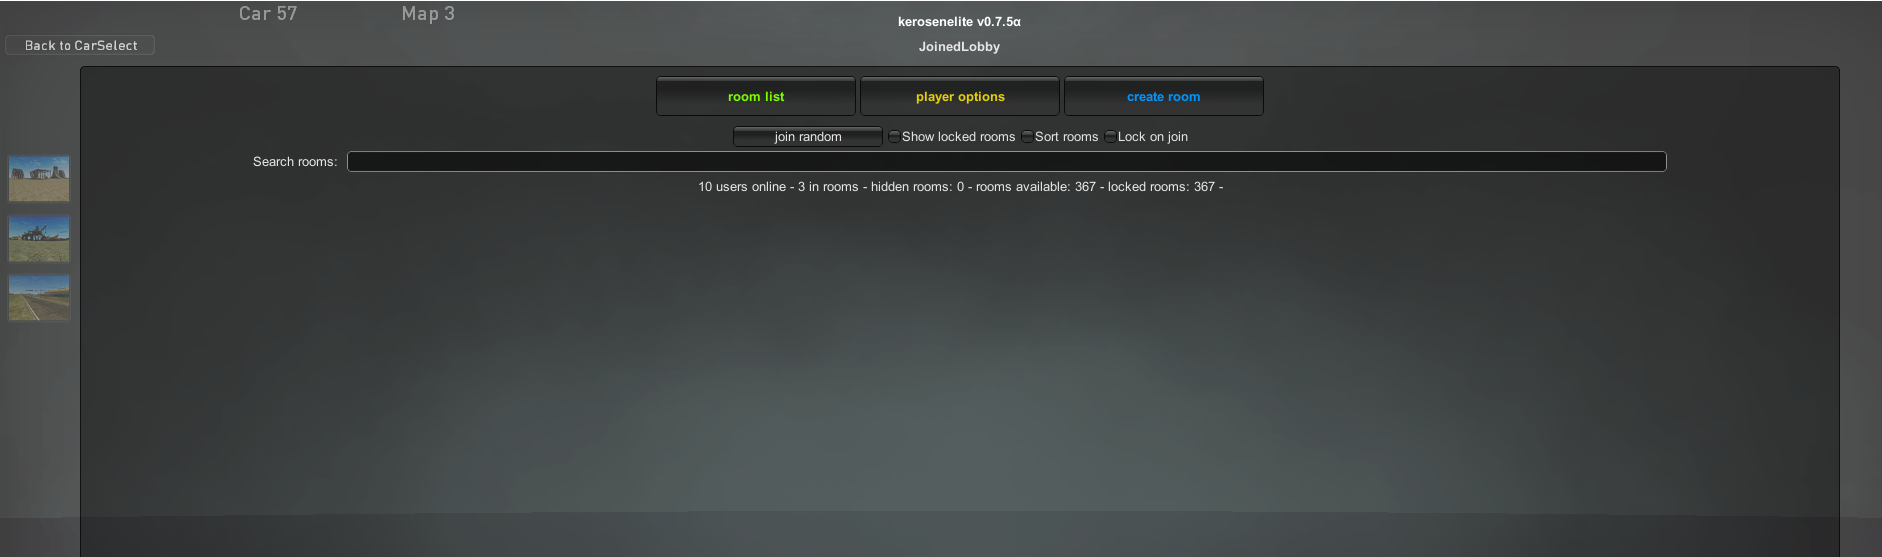 Car 57 Map 3
kerosenelite v0.7.5α
Back to CarSelect
JoinedLobby
room list player options create room
join random Show locked rooms Sort rooms Lock on join
Search rooms:
10 users online - 3 in rooms - hidden rooms: 0 - rooms available: 367 - locked rooms: 367 -